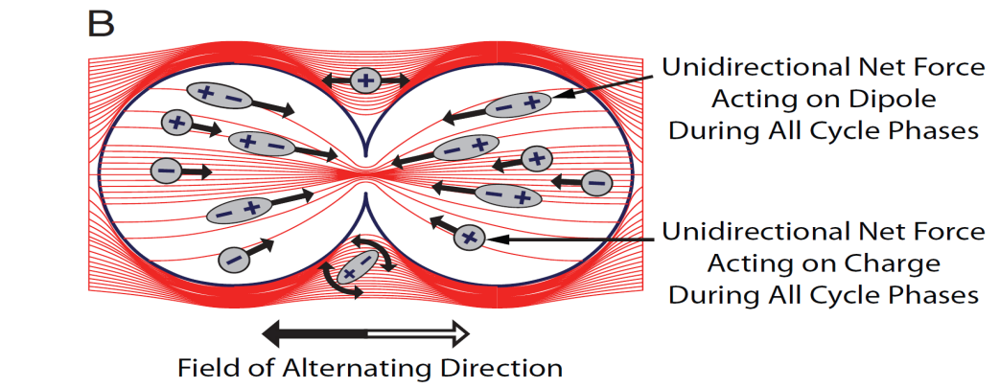 B
Unidirectional Net Force
Acting on Dipole
During All Cycle Phases
Unidirectional Net Force
Acting on Charge
During All Cycle Phases
Field of Alternating Direction
+
+ −
− +
+
+ −
− +
+
−
−
− +
− +
+
−
+ −